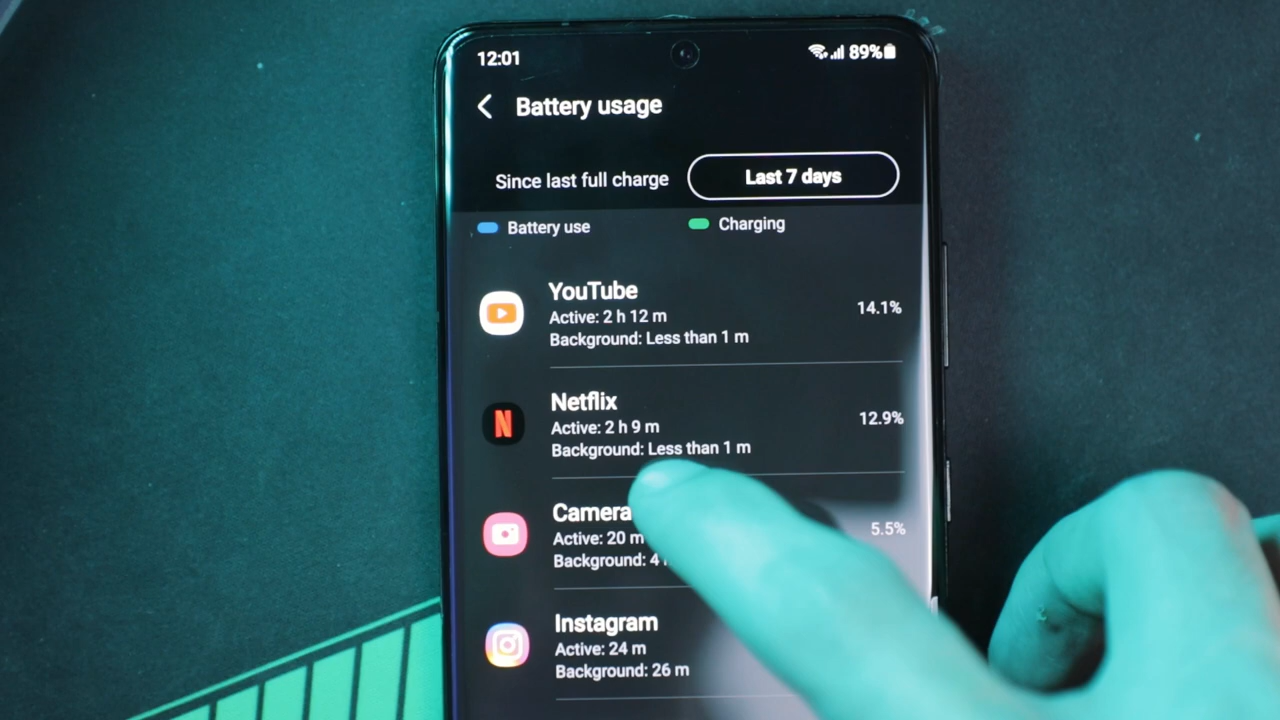 12:01
89%
Battery usage
Since last full charge
Last 7 days
Battery use
Charging
YouTube
Active: 2 h 12 m
Background: Less than 1 m
14.1%
Netflix
Active: 2 h 9 m
Background: Less than 1 m
12.9%
N
Camera
Active: 20 m
Background: 4
5.5%
Instagram
Active: 24 m
Background: 26 m